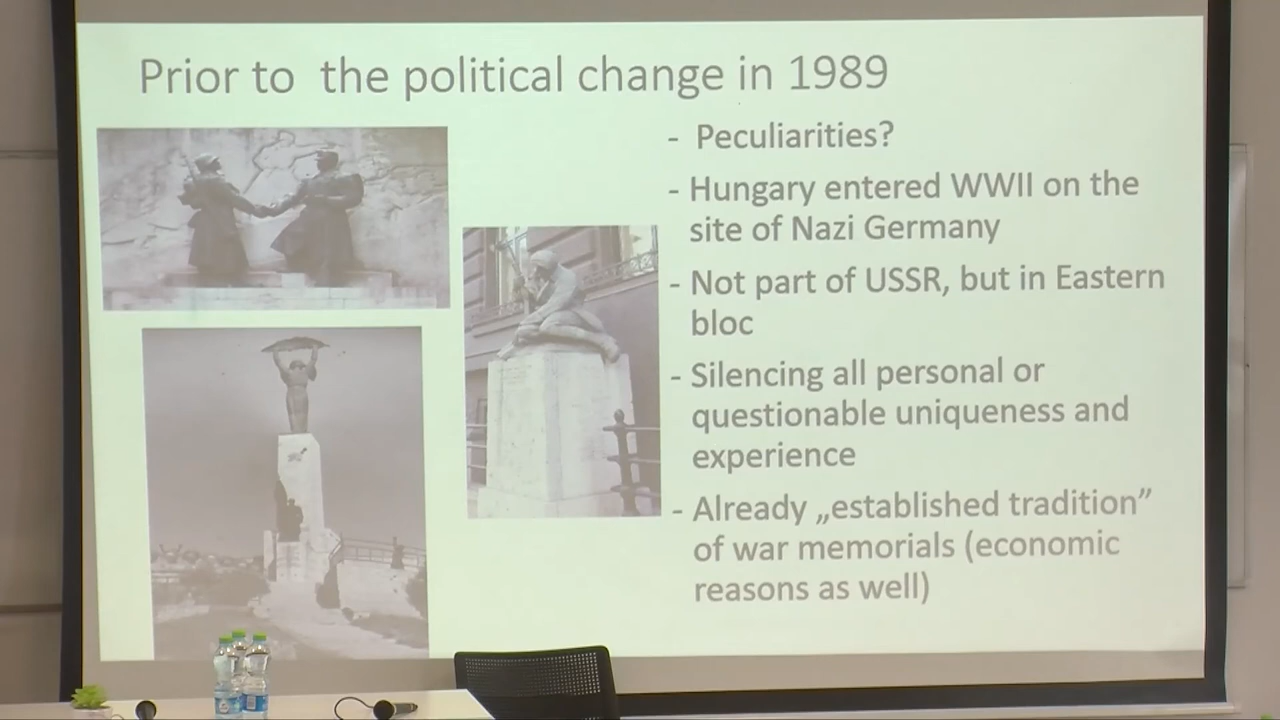 Prior to the political change in 1989
- Peculiarities?
- Hungary entered WWII on the
site of Nazi Germany
- Not part of USSR, but in Eastern
bloc
- Silencing all personal or
questionable uniqueness and
experience
- Already „established tradition”
of war memorials (economic
reasons as well)